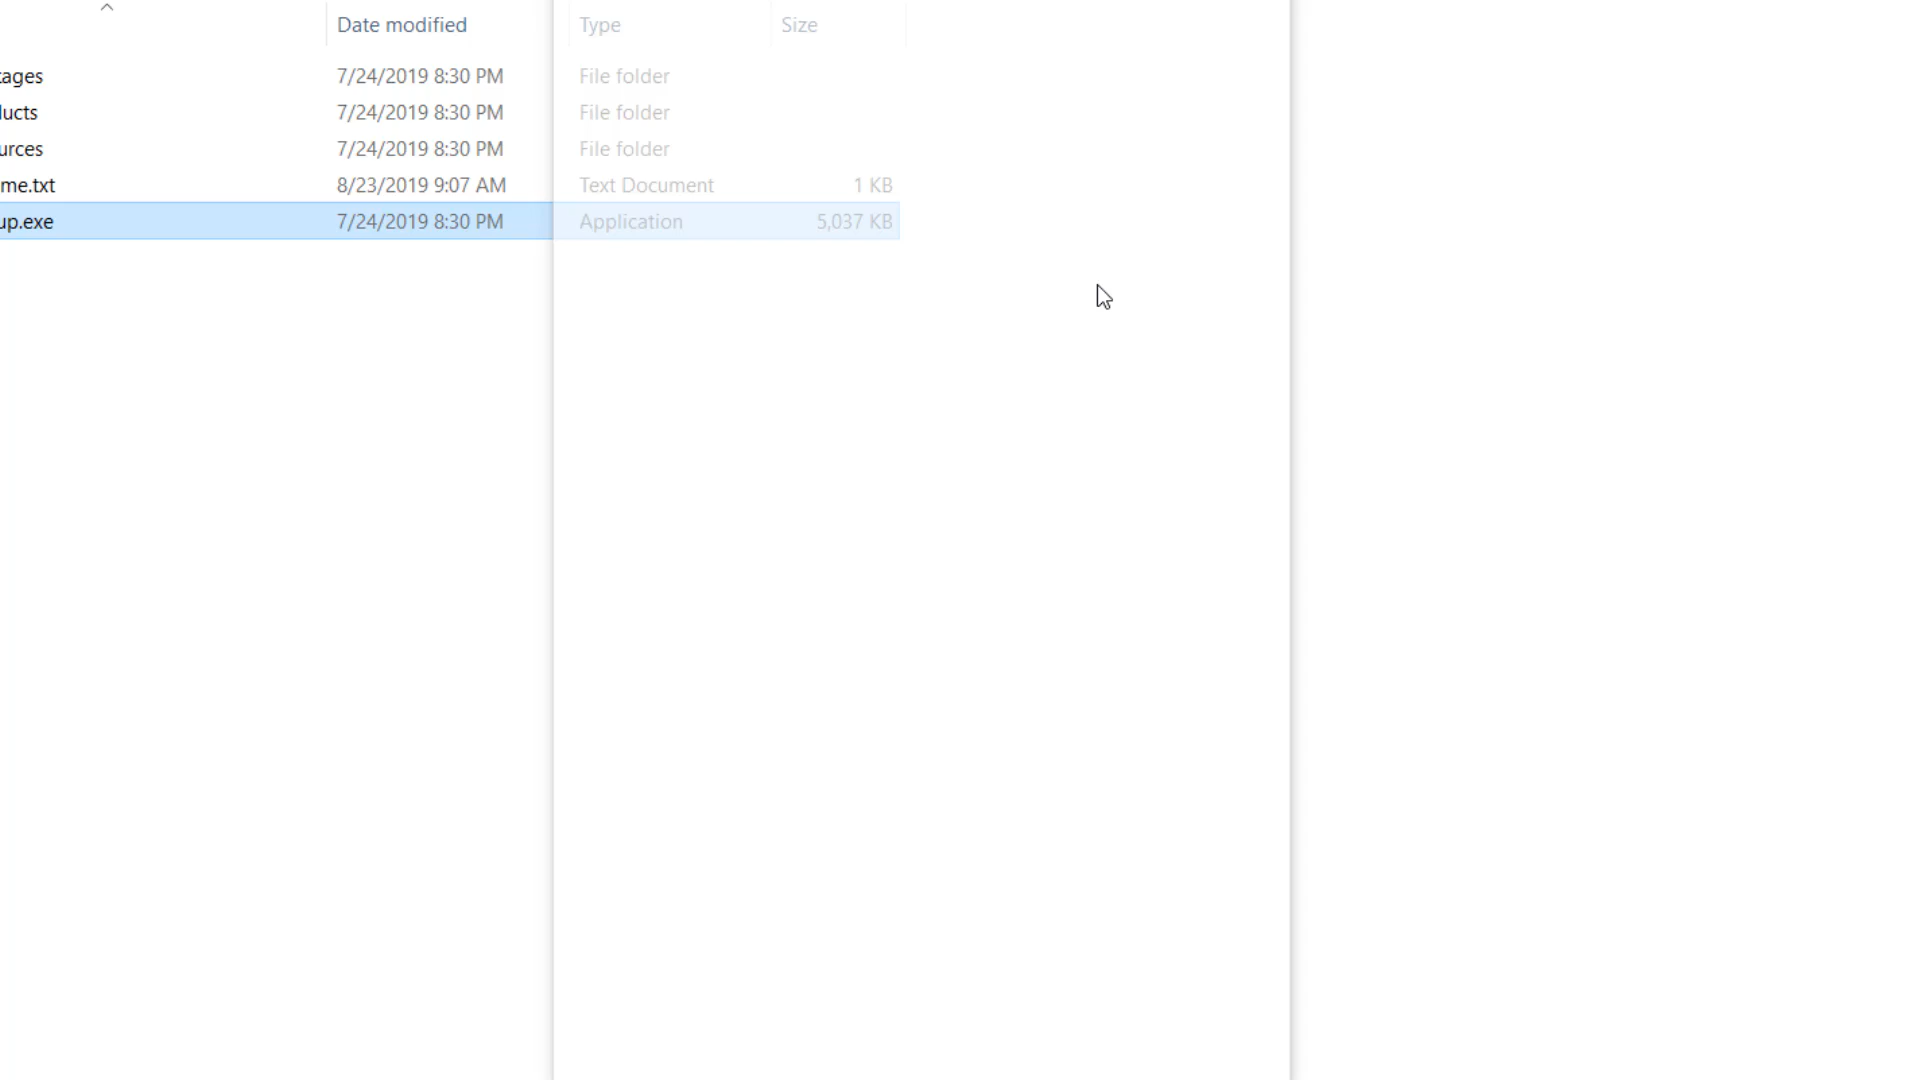 Date modified Type Size
ages 7/24/2019 8:30 PM File folder
ucts 7/24/2019 8:30 PM File folder
urces 7/24/2019 8:30 PM File folder
me.txt 8/23/2019 9:07 AM Text Document 1 KB
up.exe 7/24/2019 8:30 PM Application 5,037 KB